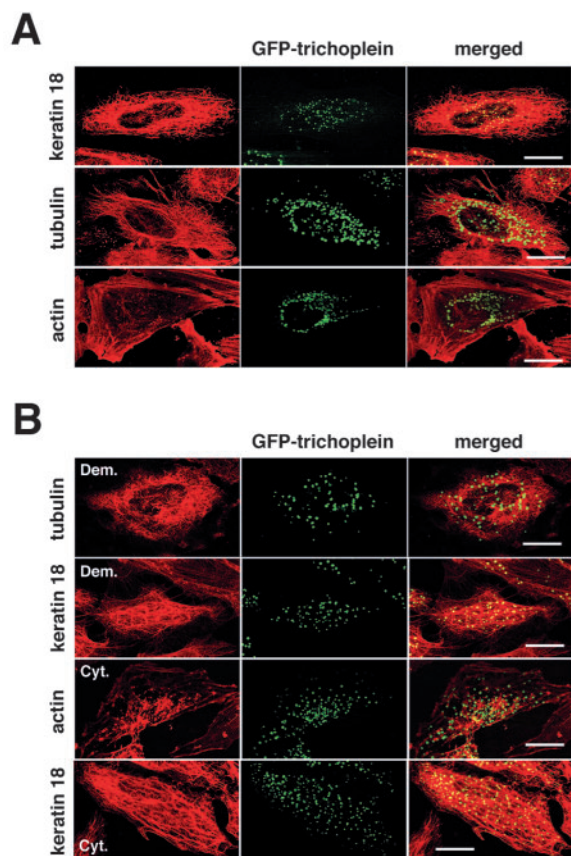 A
GFP-trichoplein merged
keratin 18
tubulin
actin
B
GFP-trichoplein merged
Dem.
tubulin
Dem.
keratin 18
Cyt.
actin
keratin 18
Cyt.